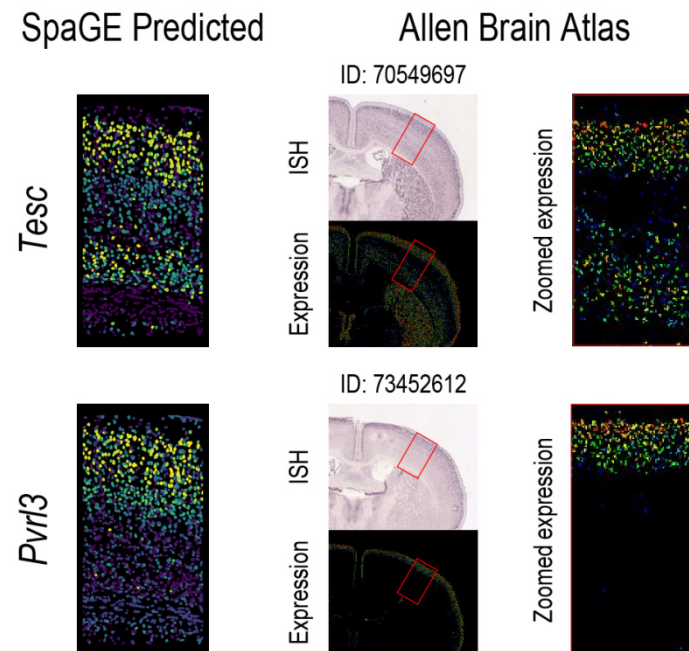 SpaGE Predicted
Allen Brain Atlas
ID: 70549697
Tesc
ISH
Expression
Zoomed expression
ID: 73452612
Pvrl3
ISH
Expression
Zoomed expression